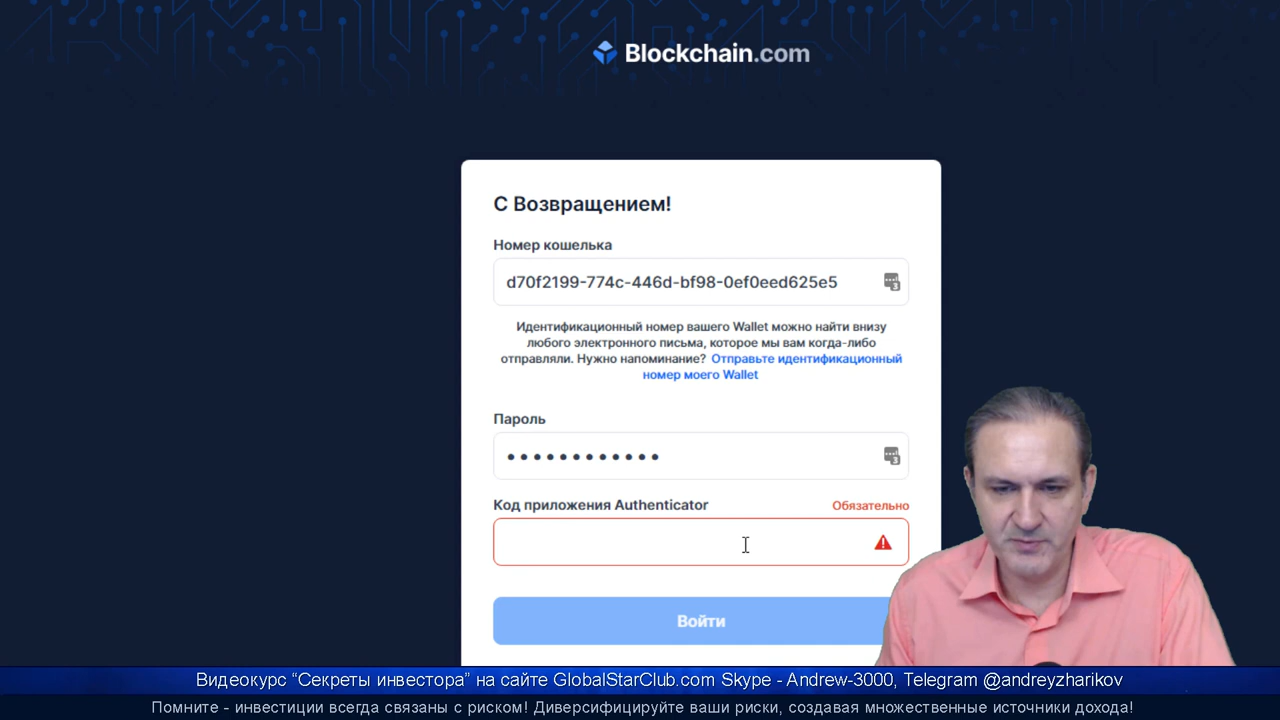 Blockchain.com
С Возвращением!
Номер кошелька
d70f2199-774c-446d-bf98-0ef0eed625e5
Идентификационный номер вашего Wallet можно найти внизу
любого электронного письма, которое мы вам когда-либо
отправляли. Нужно напоминание? Отправьте идентификационный
номер моего Wallet
Пароль
Код приложения Authenticator Обязательно
Войти
Видеокурс “Секреты инвестора” на сайте GlobalStarClub.com Skype - Andrew-3000, Telegram @andreyzharikov
Помните - инвестиции всегда связаны с риском! Диверсифицируйте ваши риски, создавая множественные источники дохода!